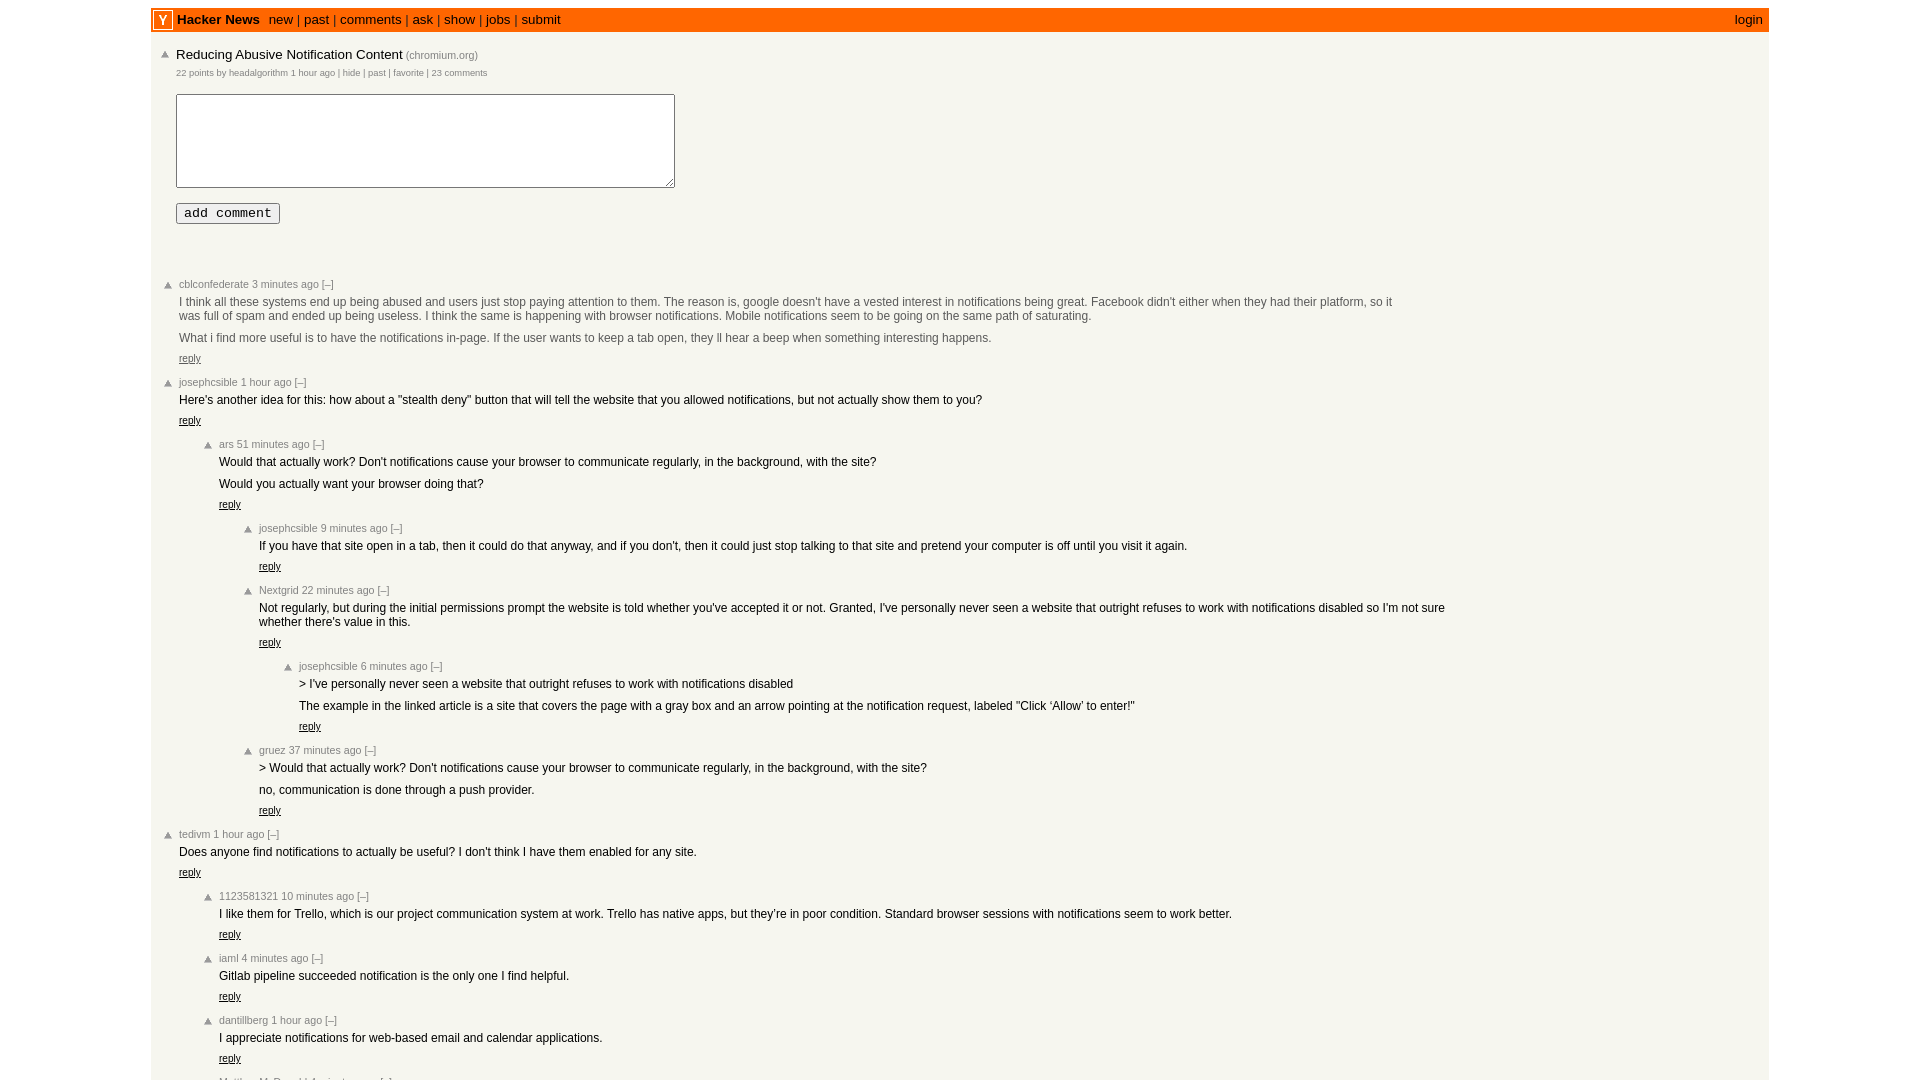 Y Hacker News new | past | comments | ask | show | jobs | submit login
Reducing Abusive Notification Content (chromium.org)
22 points by headalgorithm 1 hour ago | hide | past | favorite | 23 comments
add comment
cblconfederate 3 minutes ago [–]
I think all these systems end up being abused and users just stop paying attention to them. The reason is, google doesn't have a vested interest in notifications being great. Facebook didn't either when they had their platform, so it
was full of spam and ended up being useless. I think the same is happening with browser notifications. Mobile notifications seem to be going on the same path of saturating.
What i find more useful is to have the notifications in-page. If the user wants to keep a tab open, they ll hear a beep when something interesting happens.
reply
josephcsible 1 hour ago [–]
Here's another idea for this: how about a "stealth deny" button that will tell the website that you allowed notifications, but not actually show them to you?
reply
ars 51 minutes ago [–]
Would that actually work? Don't notifications cause your browser to communicate regularly, in the background, with the site?
Would you actually want your browser doing that?
reply
josephcsible 9 minutes ago [–]
If you have that site open in a tab, then it could do that anyway, and if you don't, then it could just stop talking to that site and pretend your computer is off until you visit it again.
reply
Nextgrid 22 minutes ago [–]
Not regularly, but during the initial permissions prompt the website is told whether you've accepted it or not. Granted, I've personally never seen a website that outright refuses to work with notifications disabled so I'm not sure
whether there's value in this.
reply
josephcsible 6 minutes ago [–]
> I've personally never seen a website that outright refuses to work with notifications disabled
The example in the linked article is a site that covers the page with a gray box and an arrow pointing at the notification request, labeled "Click ‘Allow’ to enter!"
reply
gruez 37 minutes ago [–]
> Would that actually work? Don't notifications cause your browser to communicate regularly, in the background, with the site?
no, communication is done through a push provider.
reply
tedivm 1 hour ago [–]
Does anyone find notifications to actually be useful? I don't think I have them enabled for any site.
reply
1123581321 10 minutes ago [–]
I like them for Trello, which is our project communication system at work. Trello has native apps, but they’re in poor condition. Standard browser sessions with notifications seem to work better.
reply
iaml 4 minutes ago [–]
Gitlab pipeline succeeded notification is the only one I find helpful.
reply
dantillberg 1 hour ago [–]
I appreciate notifications for web-based email and calendar applications.
reply